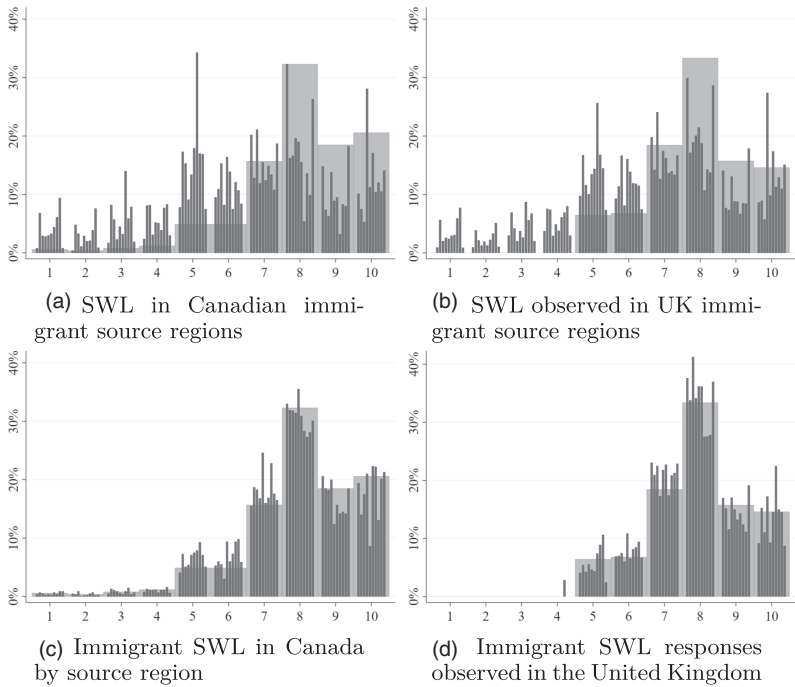 40%
30%
20%
10%
0%
1 2 3 4 5 6 7 8 9 10
(a) SWL in Canadian immi-
grant source regions
40%
30%
20%
10%
0%
1 2 3 4 5 6 7 8 9 10
(b) SWL observed in UK immi-
grant source regions
40%
30%
20%
10%
0%
1 2 3 4 5 6 7 8 9 10
(c) Immigrant SWL in Canada
by source region
40%
30%
20%
10%
0%
1 2 3 4 5 6 7 8 9 10
(d) Immigrant SWL responses
observed in the United Kingdom